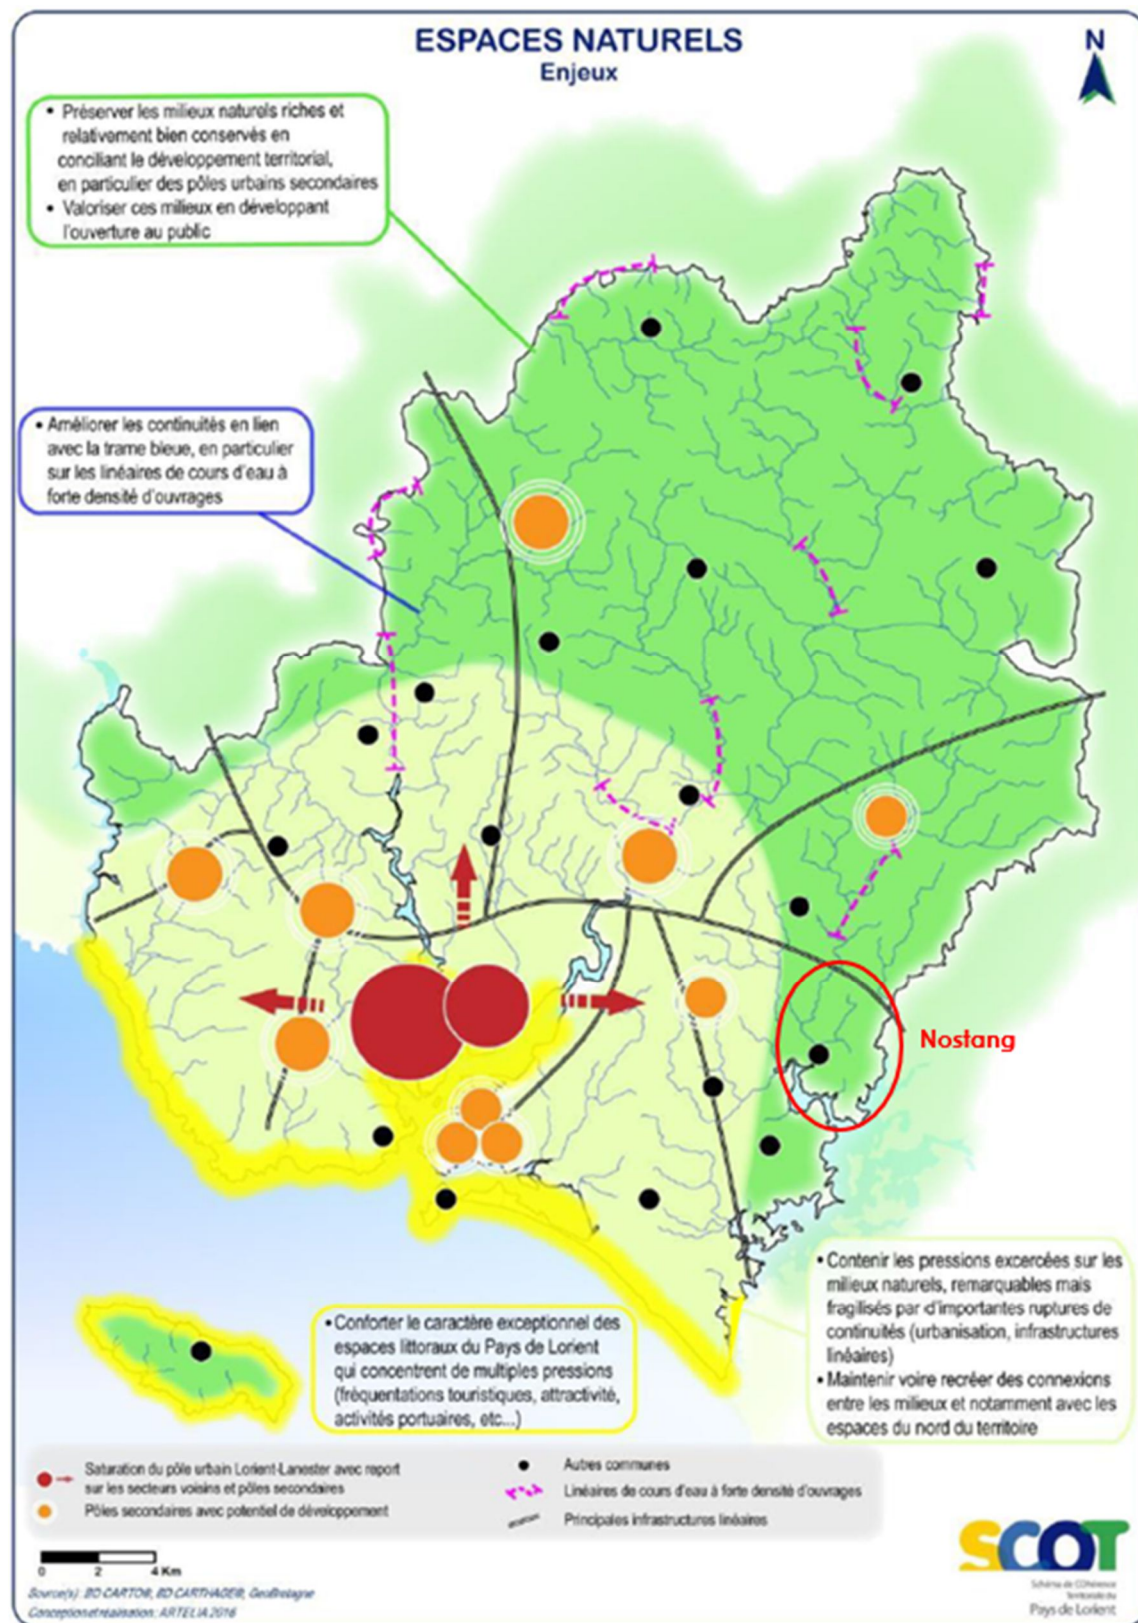 ESPACES NATURELS
Enjeux
N
• Préserver les milieux naturels riches et
relativement bien conservés en
conciliant le développement territorial,
en particulier des pôles urbains secondaires
• Valoriser ces milieux en développant
l'ouverture au public
• Améliorer les continuités en lien
avec la trame bleue, en particulier
sur les linéaires de cours d'eau à
forte densité d'ouvrages
Nostang
• Contenir les pressions excercées sur les
milieux naturels, remarquables mais
fragilisés par d'importantes ruptures de
continuités (urbanisation, infrastructures
linéaires)
• Maintenir voire recréer des connexions
entre les milieux et notamment avec les
espaces du nord du territoire
• Conforter le caractère exceptionnel des
espaces littoraux du Pays de Lorient
qui concentrent de multiples pressions
(fréquentations touristiques, attractivité,
activités portuaires, etc...)
Saturation du pôle urbain Lorient-Lanester avec report
sur les secteurs voisins et pôles secondaires
Pôles secondaires avec potentiel de développement
Autres communes
Linéaires de cours d'eau à forte densité d'ouvrages
Principales infrastructures linéaires
0 2 4 Km
Source(s): BD CARTO®, BD CARTHAGE®, GeoBretagne
Conception et réalisation : ARTELIA 2016
SCOT
Schéma de COhérence
Territoriale du
Pays de Lorient